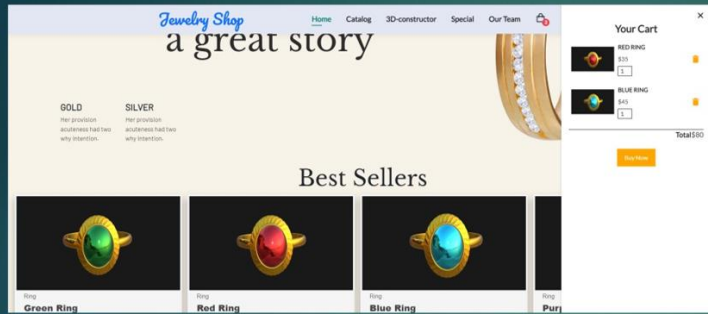 Jewelry Shop
Home Catalog 3D-constructor Special Our Team
a great story
GOLD
Her provision
acuteness had two
why intention.
SILVER
Her provision
acuteness had two
why intention.
Best Sellers
Ring
Green Ring
Ring
Red Ring
Ring
Blue Ring
Ring
Your Cart
RED RING
$35
1
BLUE RING
$45
1
Total$80
Buy Now